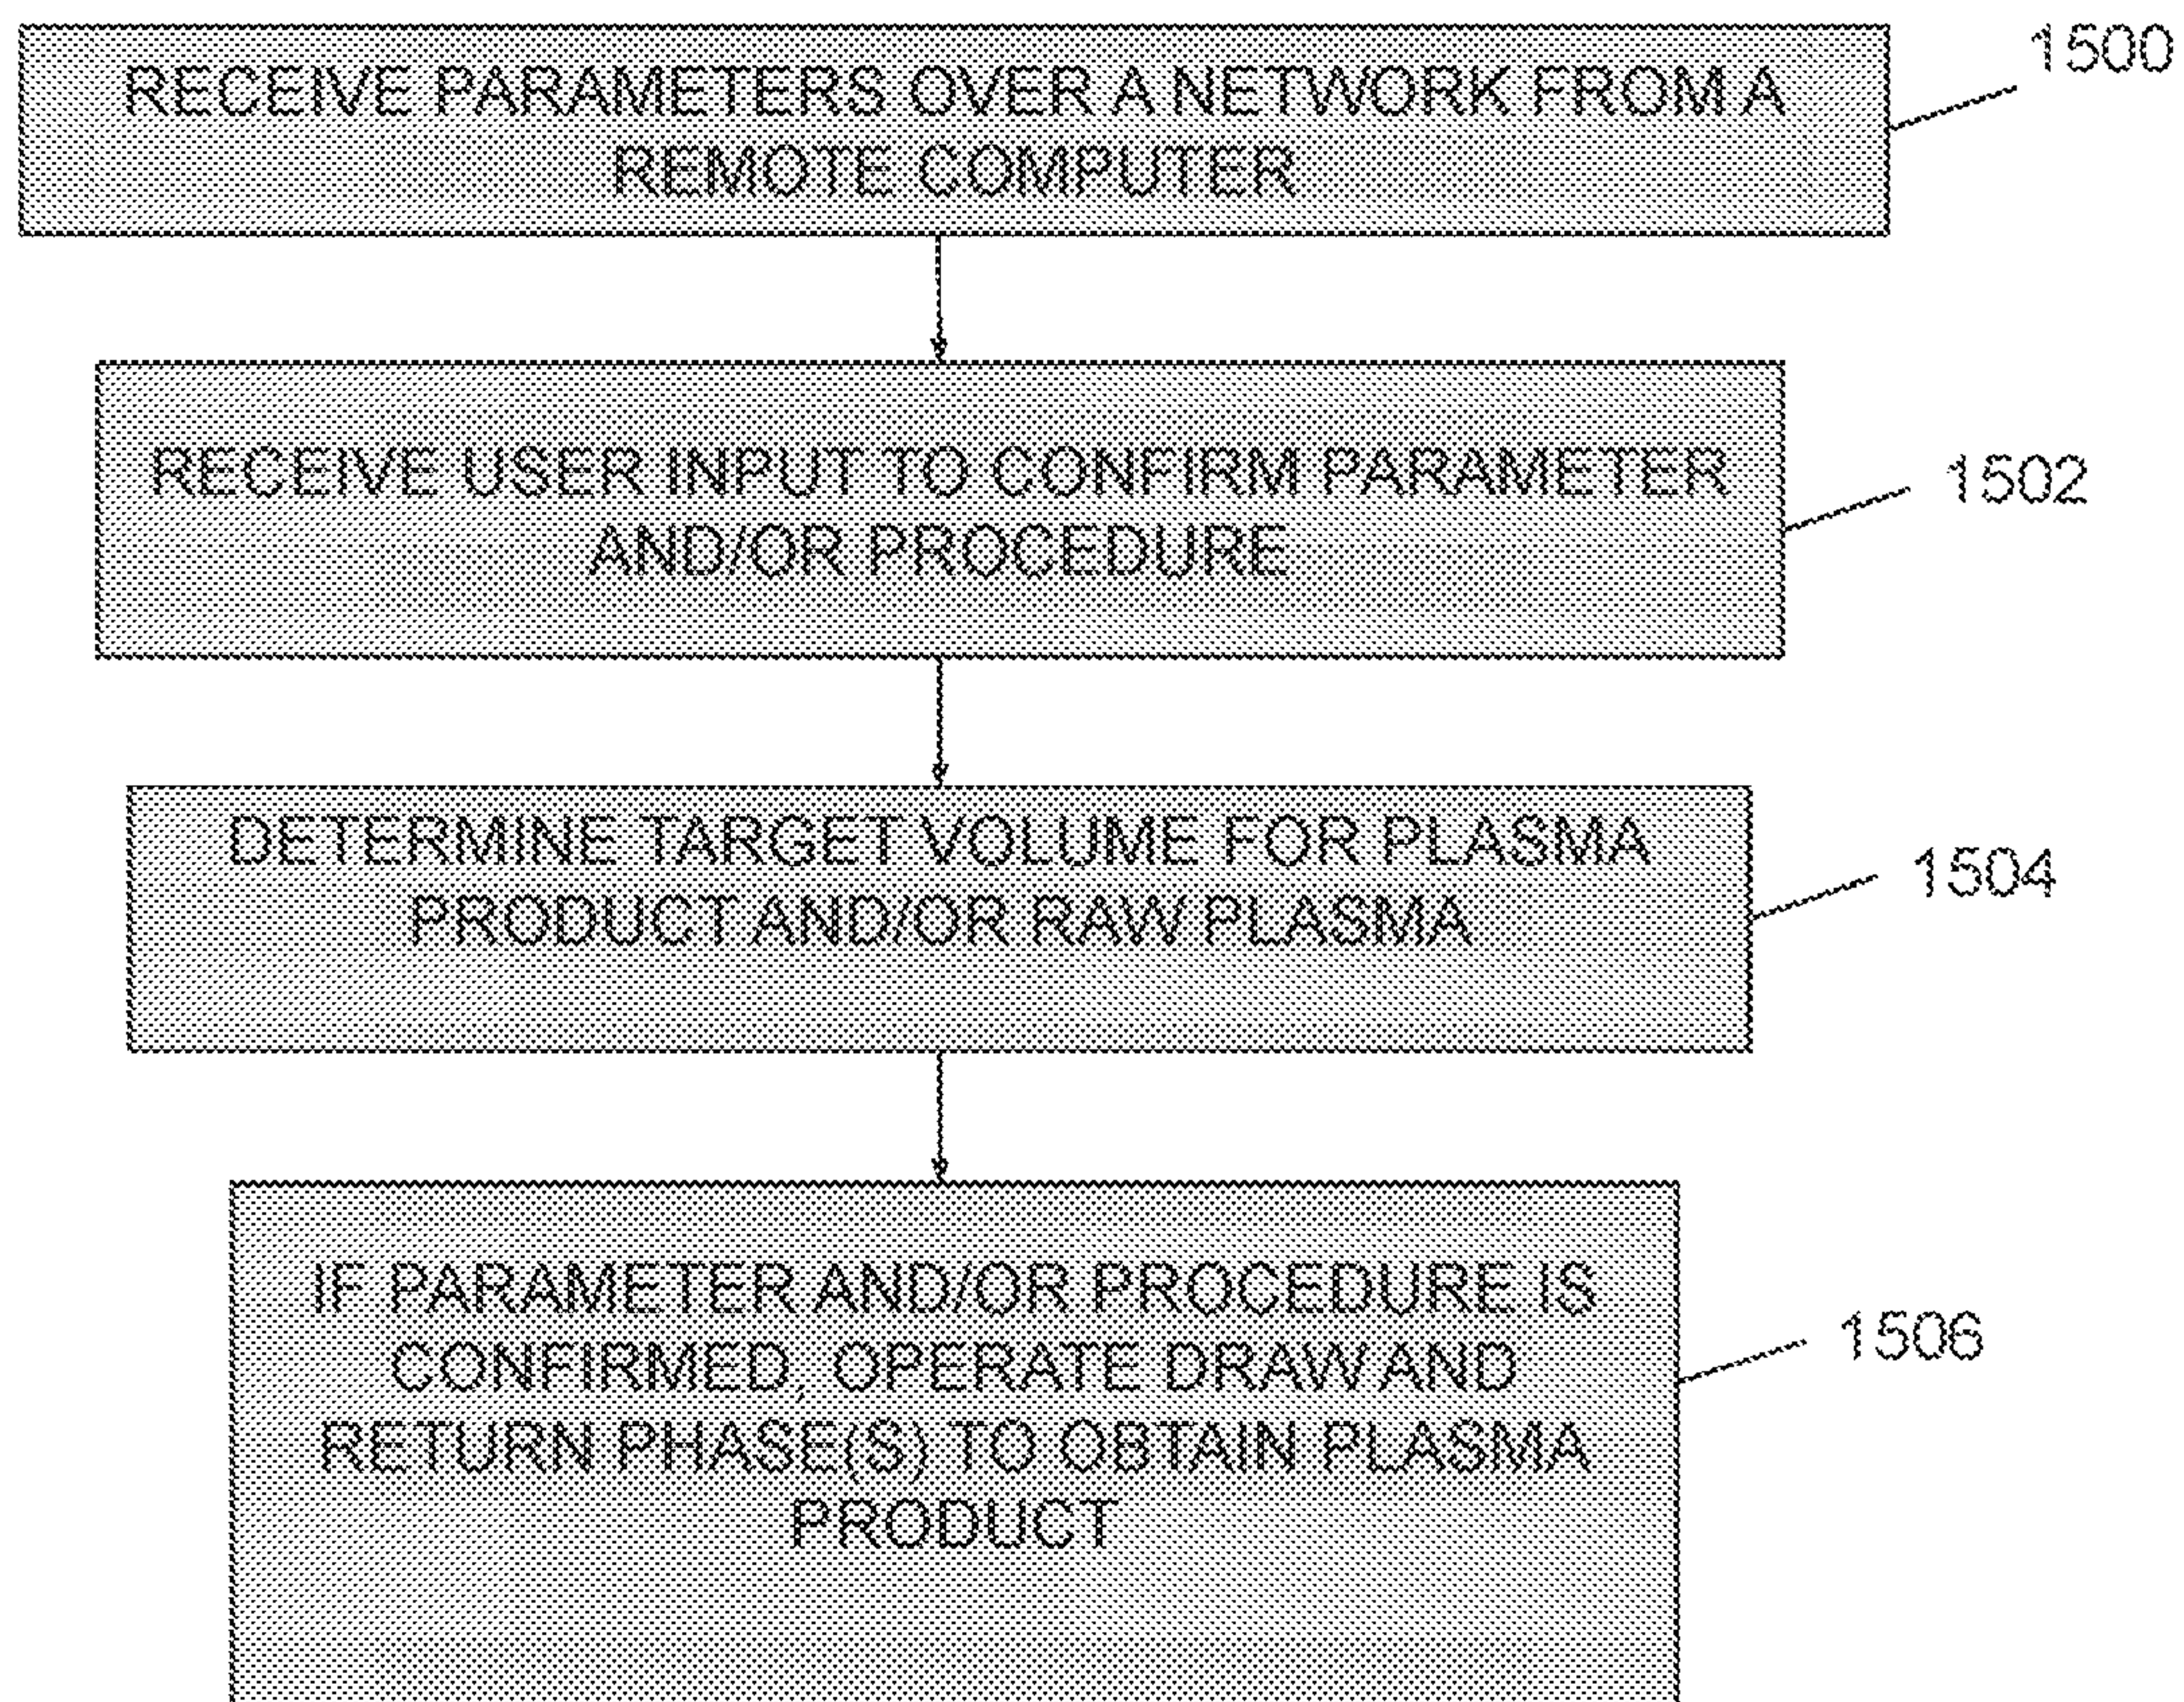 RECEIVE PARAMETERS OVER A NETWORK FROM A
REMOTE COMPUTER
1500
RECEIVE USER INPUT TO CONFIRM PARAMETER
AND/OR PROCEDURE
1502
DETERMINE TARGET VOLUME FOR PLASMA
PRODUCT AND/OR RAW PLASMA
1504
IF PARAMETER AND/OR PROCEDURE IS
CONFIRMED, OPERATE DRAW AND
RETURN PHASE(S) TO OBTAIN PLASMA
PRODUCT
1506